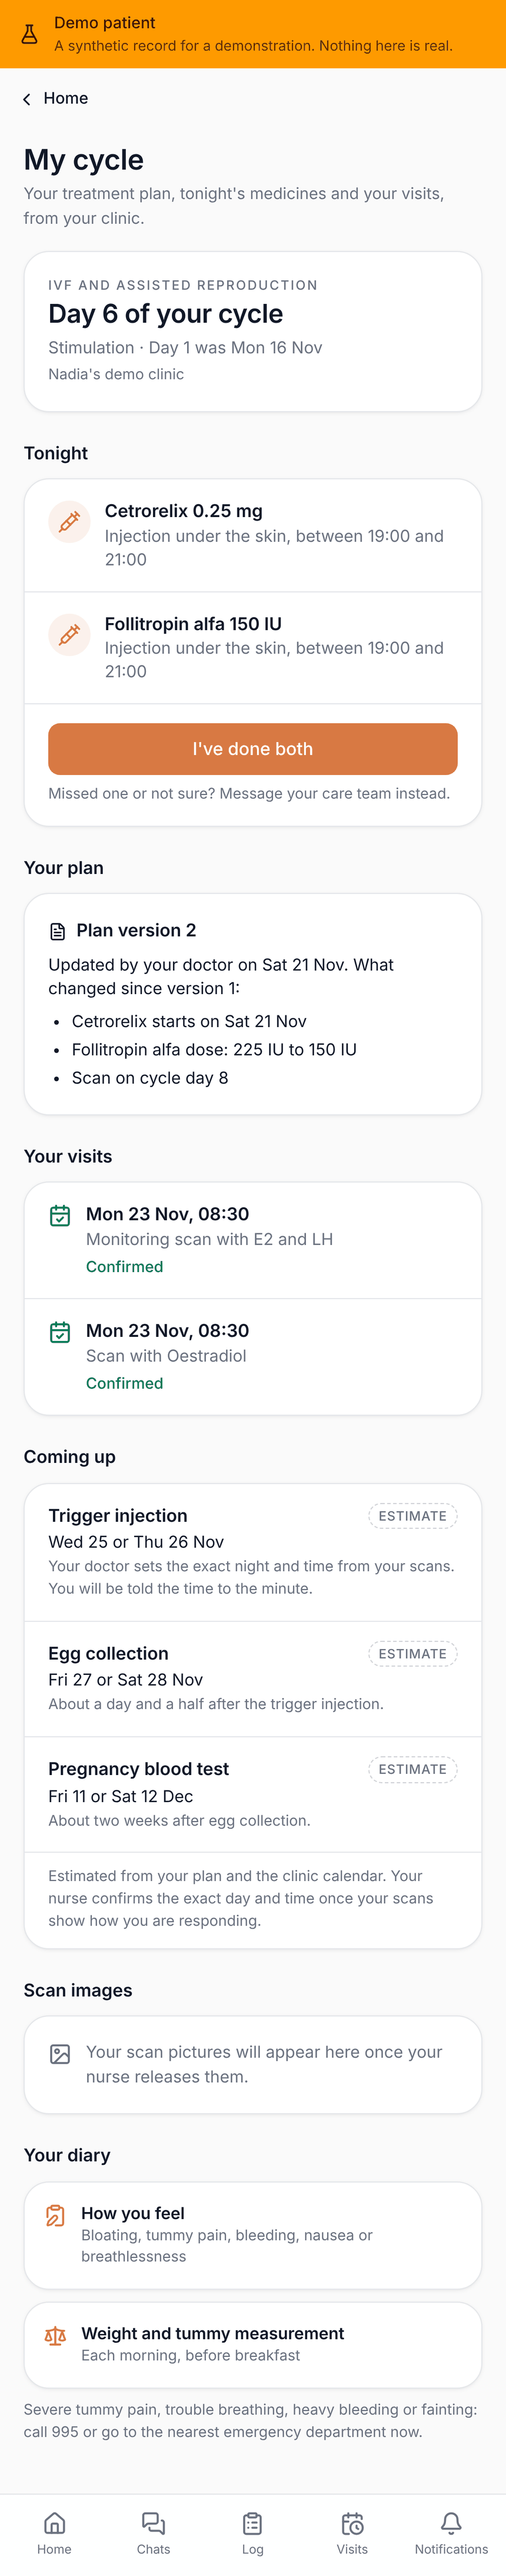 Demo patient
A synthetic record for a demonstration. Nothing here is real.
Home
My cycle
Your treatment plan, tonight's medicines and your visits,
from your clinic.
IVF AND ASSISTED REPRODUCTION
Day 6 of your cycle
Stimulation · Day 1 was Mon 16 Nov
Nadia's demo clinic
Tonight
Cetrorelix 0.25 mg
Injection under the skin, between 19:00 and
21:00
Follitropin alfa 150 IU
Injection under the skin, between 19:00 and
21:00
I've done both
Missed one or not sure? Message your care team instead.
Your plan
Plan version 2
Updated by your doctor on Sat 21 Nov. What
changed since version 1:
• Cetrorelix starts on Sat 21 Nov
• Follitropin alfa dose: 225 IU to 150 IU
• Scan on cycle day 8
Your visits
Mon 23 Nov, 08:30
Monitoring scan with E2 and LH
Confirmed
Mon 23 Nov, 08:30
Scan with Oestradiol
Confirmed
Coming up
Trigger injection
ESTIMATE
Wed 25 or Thu 26 Nov
Your doctor sets the exact night and time from your scans.
You will be told the time to the minute.
Egg collection
ESTIMATE
Fri 27 or Sat 28 Nov
About a day and a half after the trigger injection.
Pregnancy blood test
ESTIMATE
Fri 11 or Sat 12 Dec
About two weeks after egg collection.
Estimated from your plan and the clinic calendar. Your
nurse confirms the exact day and time once your scans
show how you are responding.
Scan images
Your scan pictures will appear here once your
nurse releases them.
Your diary
How you feel
Bloating, tummy pain, bleeding, nausea or
breathlessness
Weight and tummy measurement
Each morning, before breakfast
Severe tummy pain, trouble breathing, heavy bleeding or fainting:
call 995 or go to the nearest emergency department now.
Home
Chats
Log
Visits
Notifications